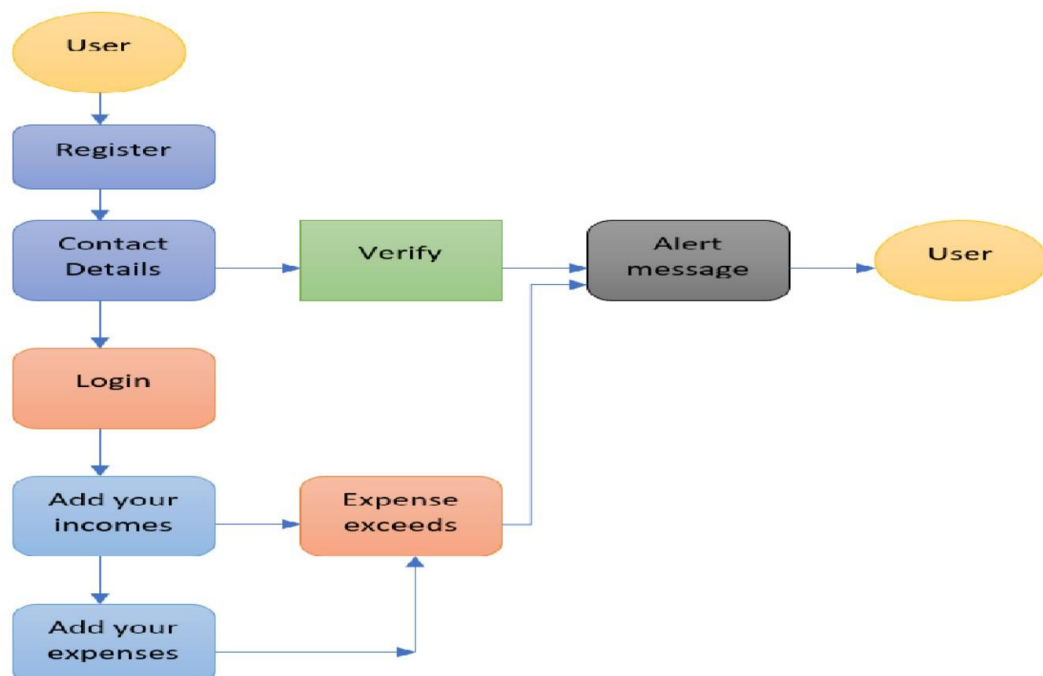 User
Register
Contact
Details
Verify
Alert
message
User
Login
Add your
incomes
Expense
exceeds
Add your
expenses